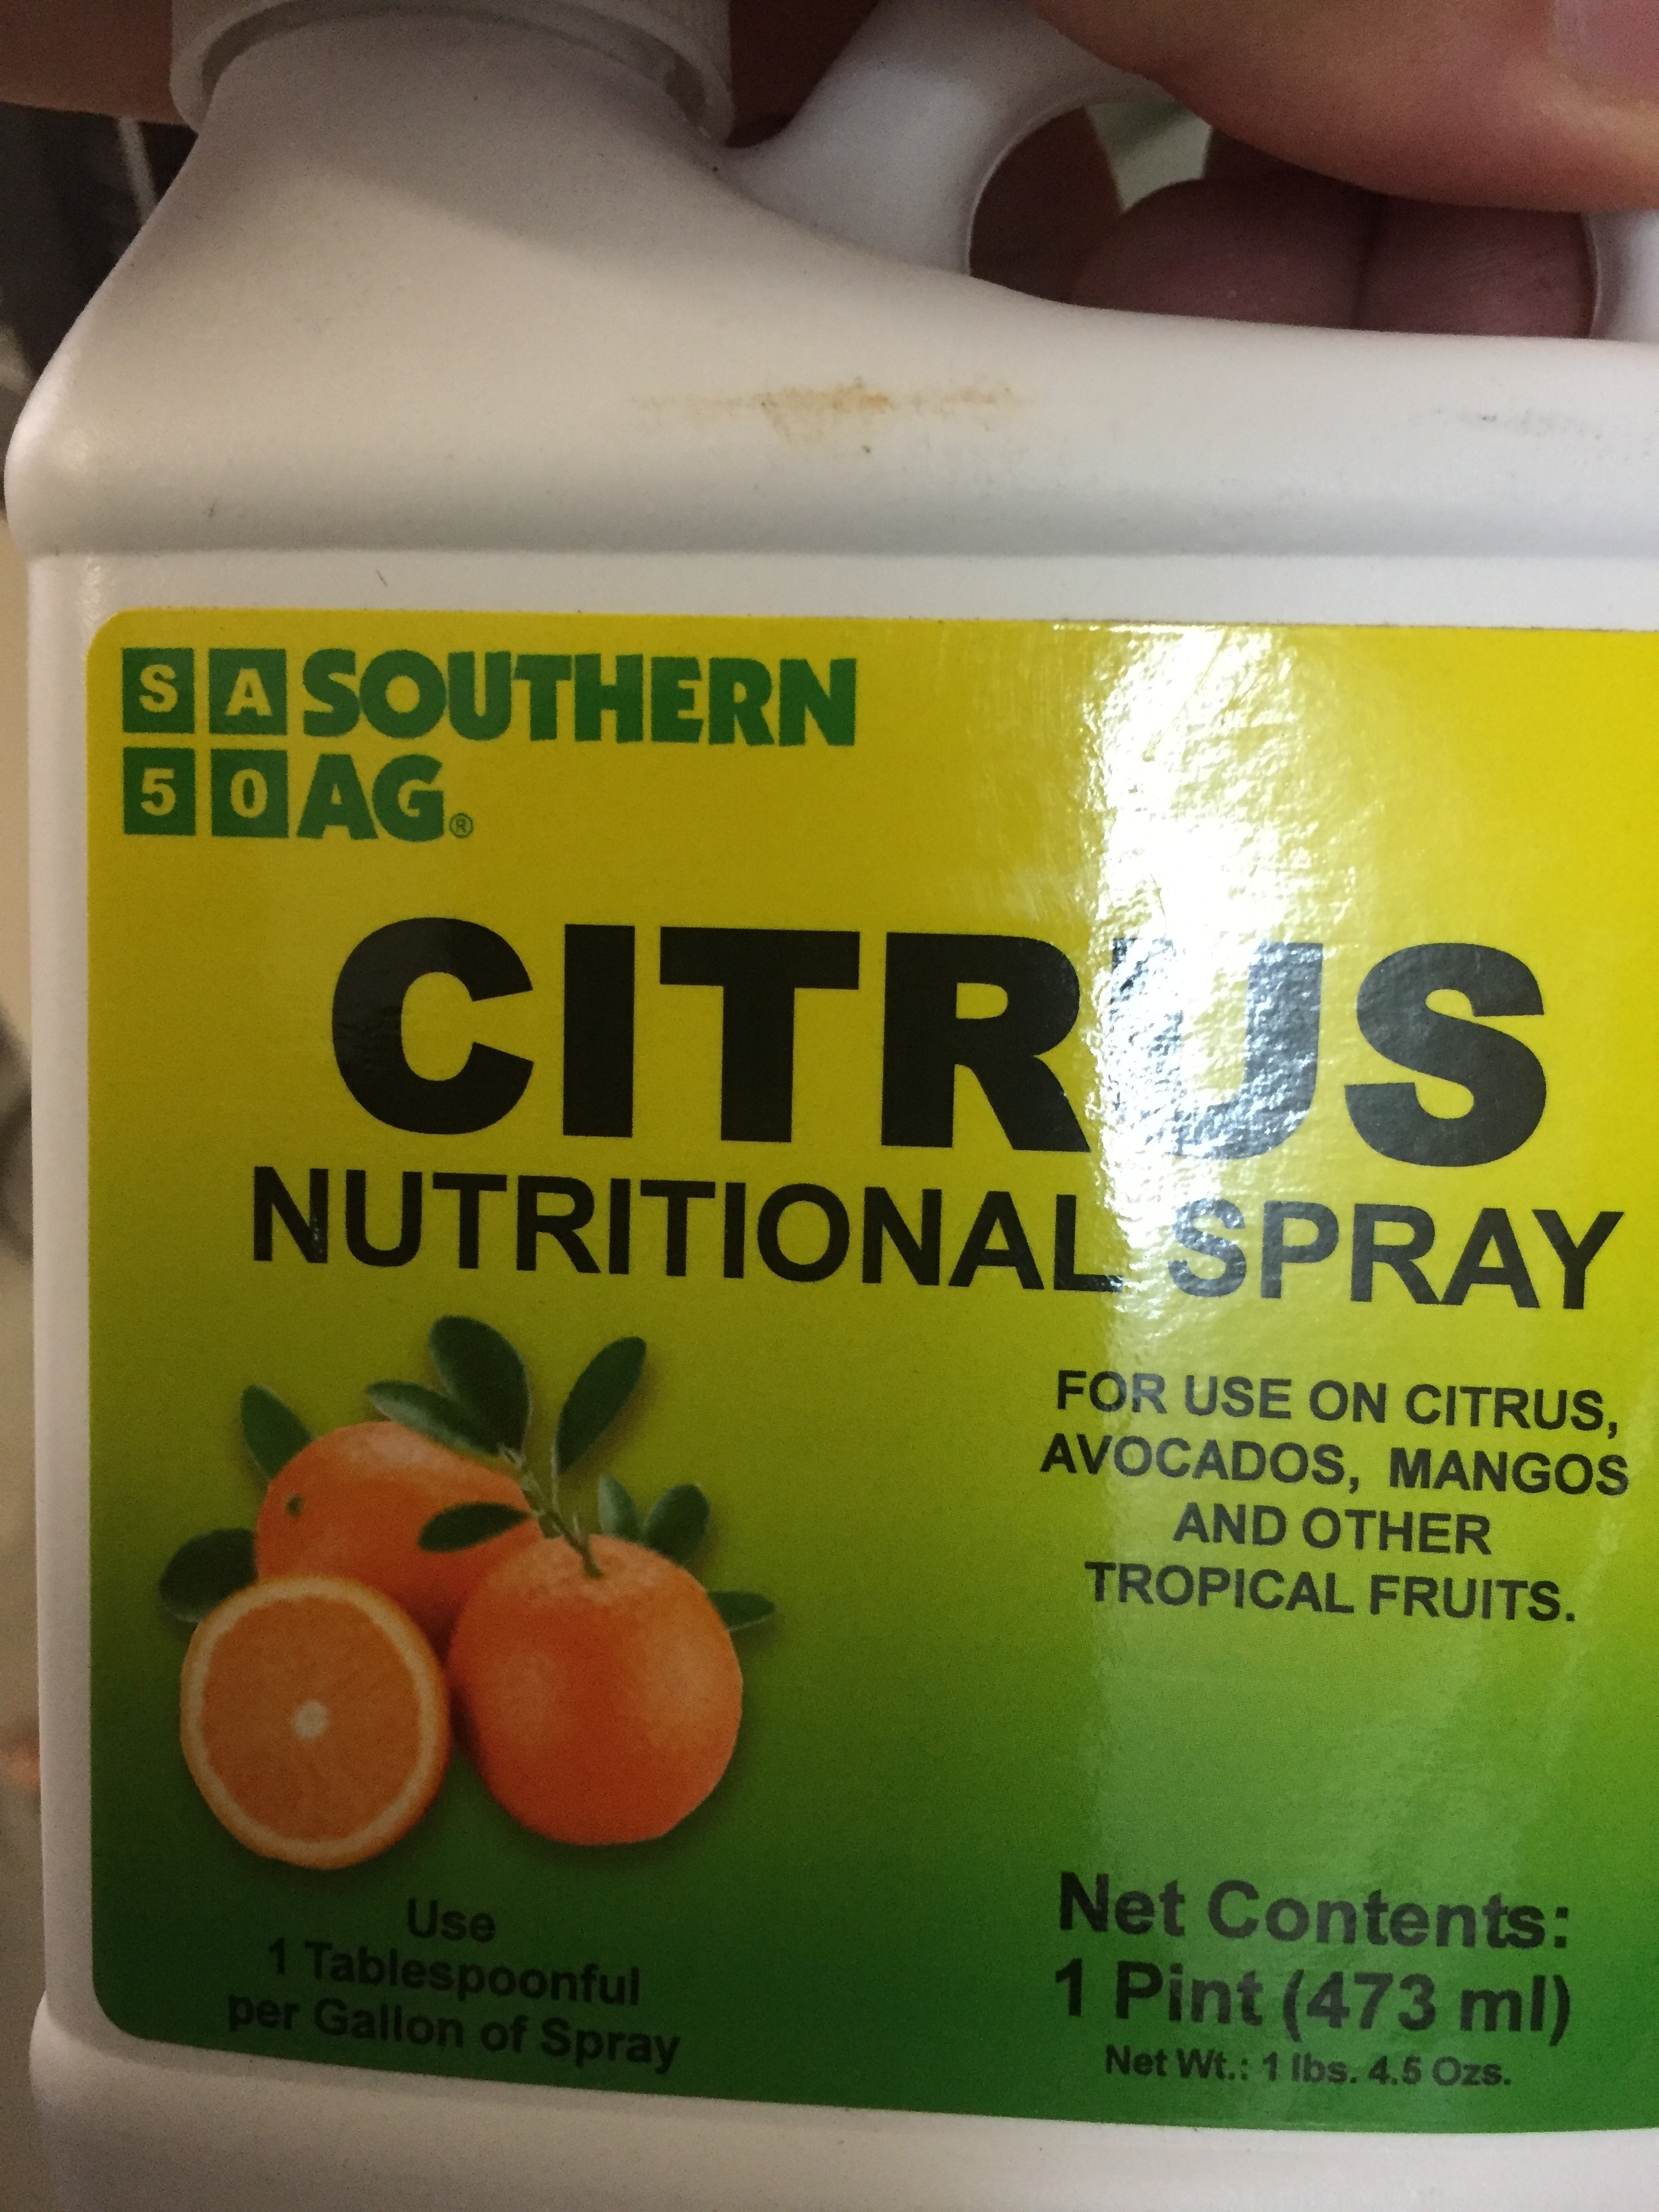 S A SOUTHERN
5 0 AG®
CITRUS
NUTRITIONAL SPRAY
FOR USE ON CITRUS,
AVOCADOS, MANGOS
AND OTHER
TROPICAL FRUITS.
Use
1 Tablespoonful
per Gallon of Spray
Net Contents:
1 Pint (473 ml)
Net Wt.: 1 lbs. 4.5 Ozs.